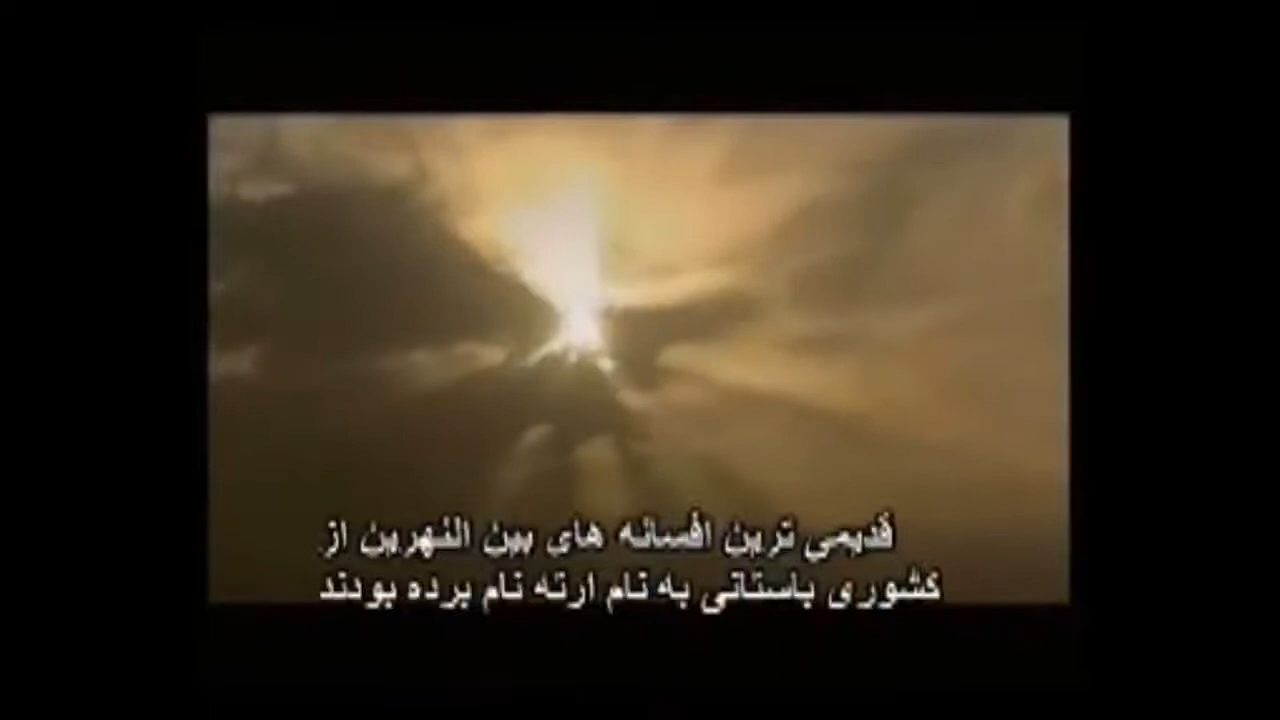 قدیمی ترین افسانه های بین النهرین از
کشوری باستانی به نام ارته نام برده بودند